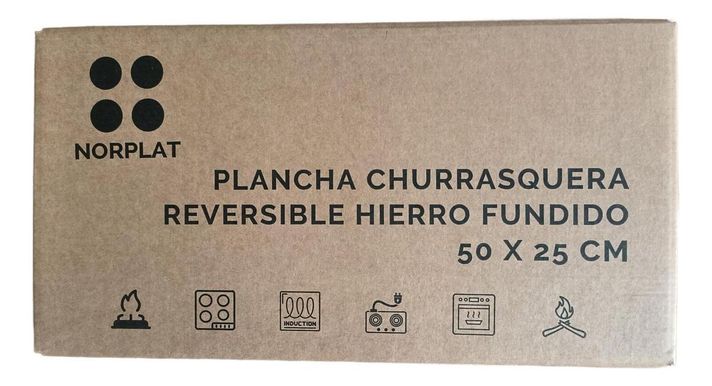 NORPLAT
PLANCHA CHURRASQUERA
REVERSIBLE HIERRO FUNDIDO
50 X 25 CM
INDUCTION